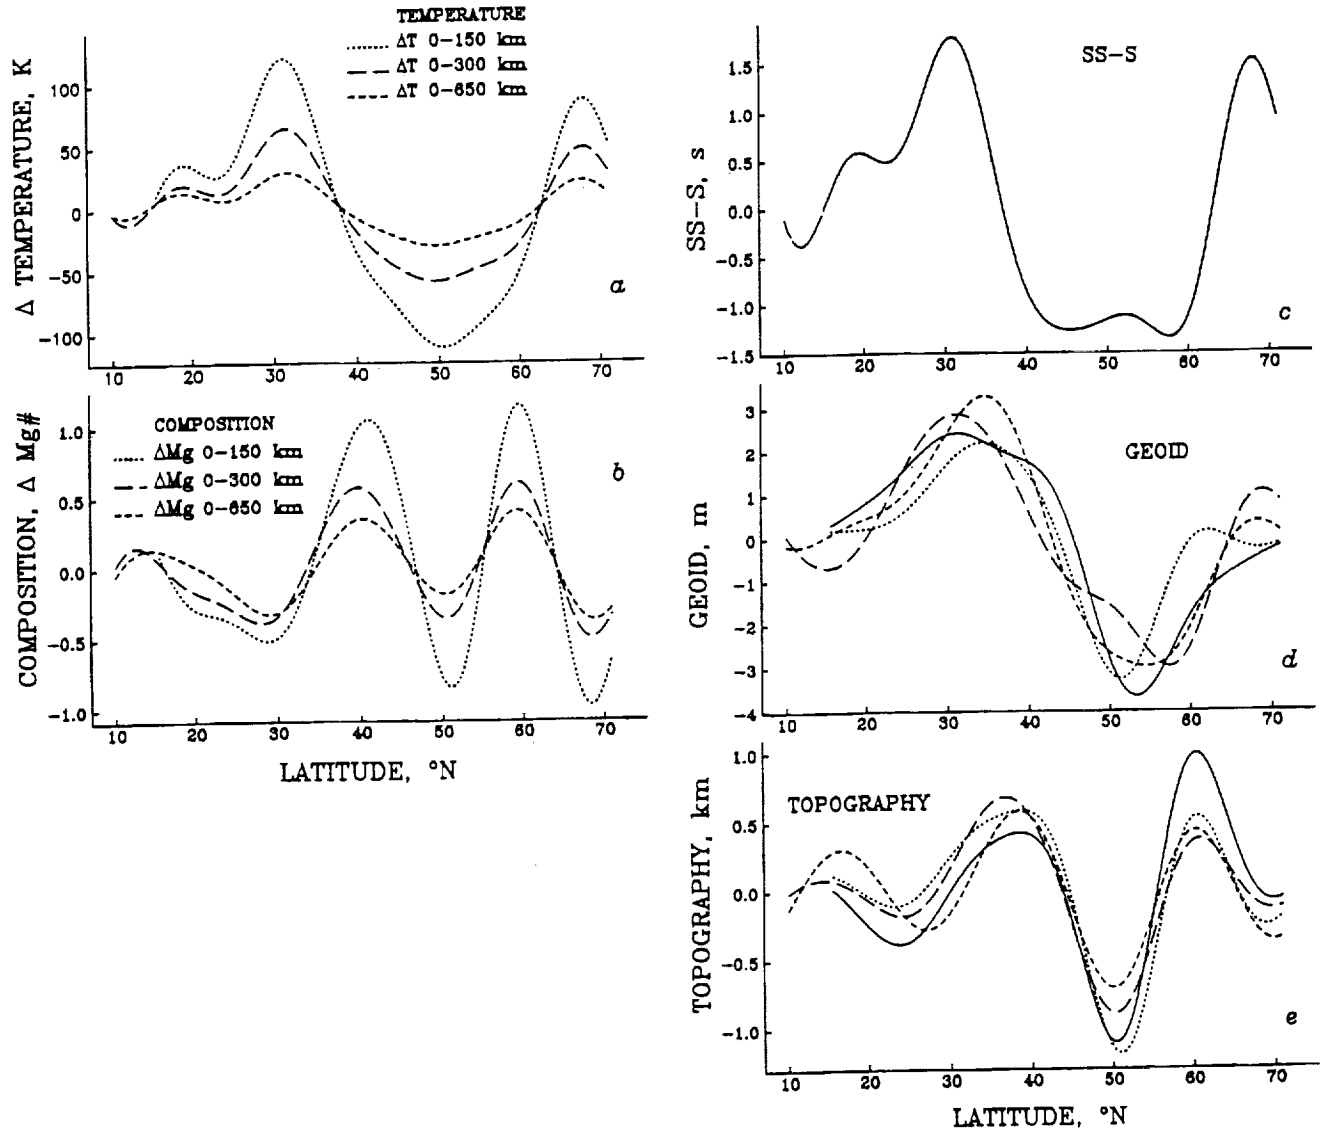 TEMPERATURE
ΔT 0-150 km
ΔT 0-300 km
ΔT 0-650 km
Δ TEMPERATURE, K
100
50
0
-50
-100
a
10 20 30 40 50 60 70
COMPOSITION
ΔMg 0-150 km
ΔMg 0-300 km
ΔMg 0-650 km
COMPOSITION, Δ Mg#
1.0
0.5
0.0
-0.5
-1.0
b
10 20 30 40 50 60 70
LATITUDE, °N
SS-S
SS-S, s
1.5
1.0
0.5
0.0
-0.5
-1.0
-1.5
c
10 20 30 40 50 60 70
GEOID
GEOID, m
3
2
1
0
-1
-2
-3
-4
d
10 20 30 40 50 60 70
TOPOGRAPHY
TOPOGRAPHY, km
1.0
0.5
0.0
-0.5
-1.0
e
10 20 30 40 50 60 70
LATITUDE, °N